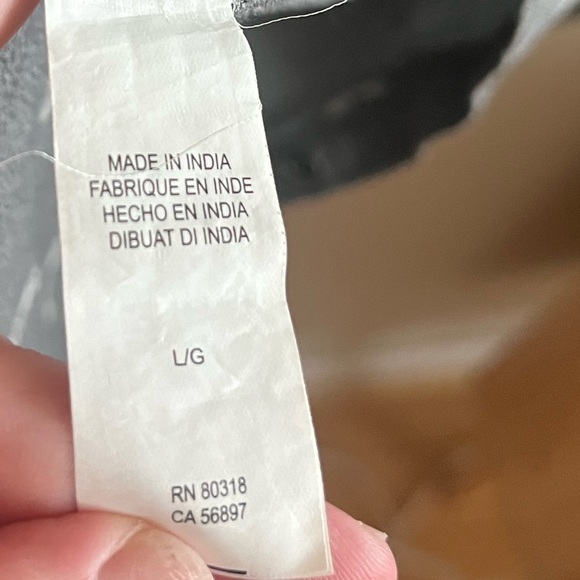 MADE IN INDIA
FABRIQUE EN INDE
HECHO EN INDIA
DIBUAT DI INDIA
L/G
RN 80318
CA 56897